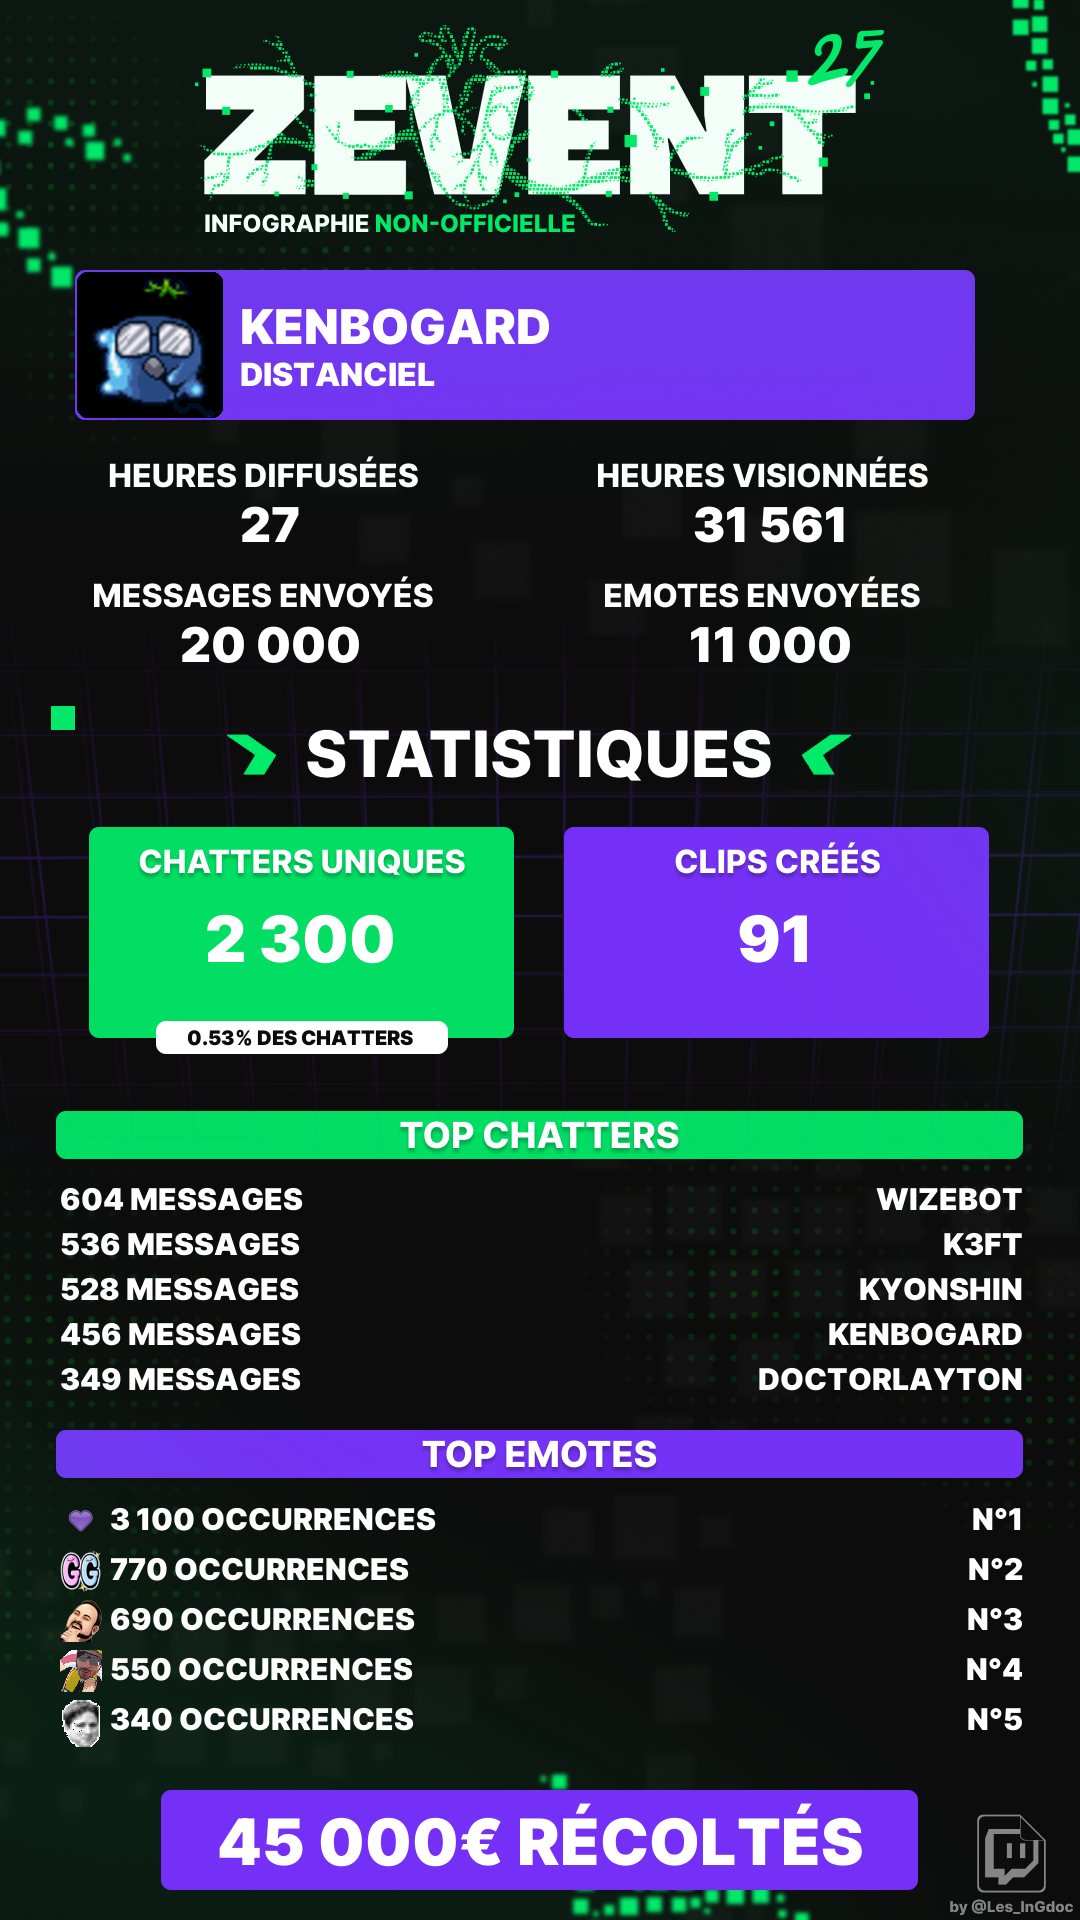 ZEVENT 25
INFOGRAPHIE NON-OFFICIELLE
KENBOGARD
DISTANCIEL
HEURES DIFFUSÉES
27
HEURES VISIONNÉES
31 561
MESSAGES ENVOYÉS
20 000
EMOTES ENVOYÉES
11 000
STATISTIQUES
CHATTERS UNIQUES
2 300
0.53% DES CHATTERS
CLIPS CRÉÉS
91
TOP CHATTERS
604 MESSAGES WIZEBOT
536 MESSAGES K3FT
528 MESSAGES KYONSHIN
456 MESSAGES KENBOGARD
349 MESSAGES DOCTORLAYTON
TOP EMOTES
3 100 OCCURRENCES N°1
GG 770 OCCURRENCES N°2
690 OCCURRENCES N°3
550 OCCURRENCES N°4
340 OCCURRENCES N°5
45 000€ RÉCOLTÉS
by @Les_InGdoc